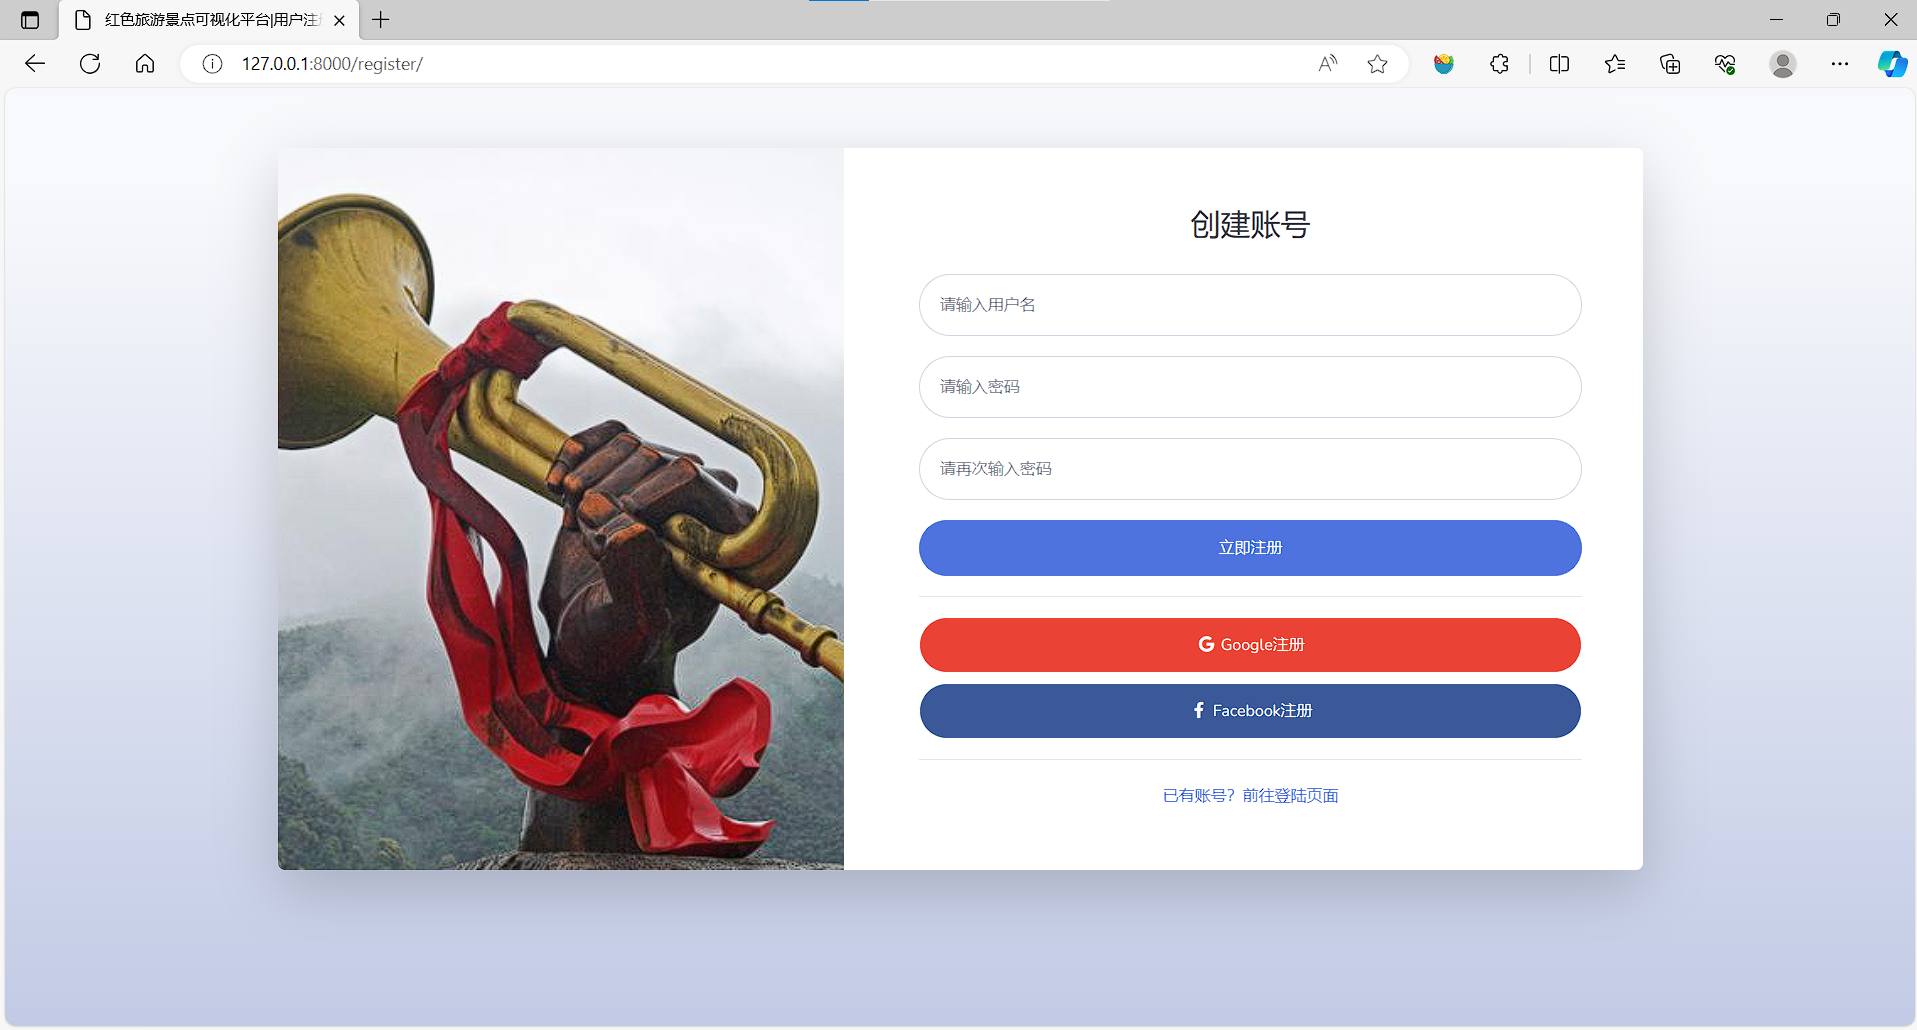 红色旅游景点可视化平台|用户注
127.0.0.1:8000/register/
创建账号
请输入用户名
请输入密码
请再次输入密码
立即注册
Google注册
Facebook注册
已有账号？前往登陆页面